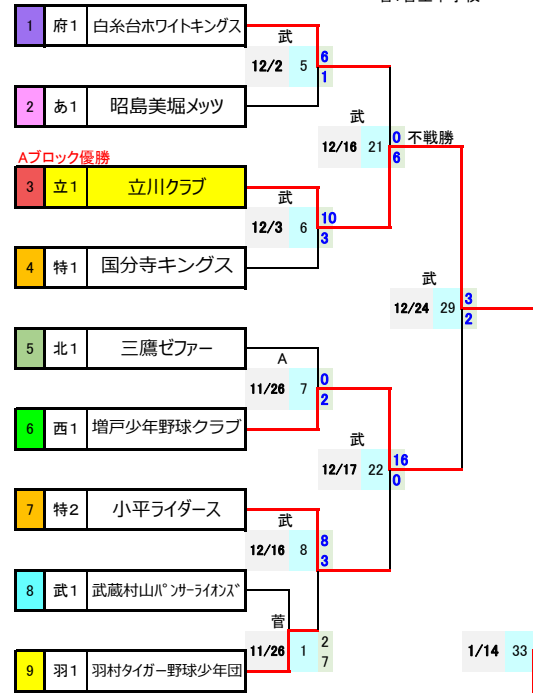 1 府1 白糸台ホワイトキングス
武
12/2 5 6
1
2 あ1 昭島美堀メッツ
武
12/16 21 0 不戦勝
6
Aブロック優勝
3 立1 立川クラブ
武
12/3 6 10
3
4 特1 国分寺キングス
武
12/24 29 3
2
5 北1 三鷹ゼファー
A
11/26 7 0
2
6 西1 増戸少年野球クラブ
武
12/17 22 16
0
7 特2 小平ライダース
武
12/16 8 8
3
8 武1 武蔵村山パンサーライオンズ
菅
11/26 1 2
7
9 羽1 羽村タイガー野球少年団
1/14 33